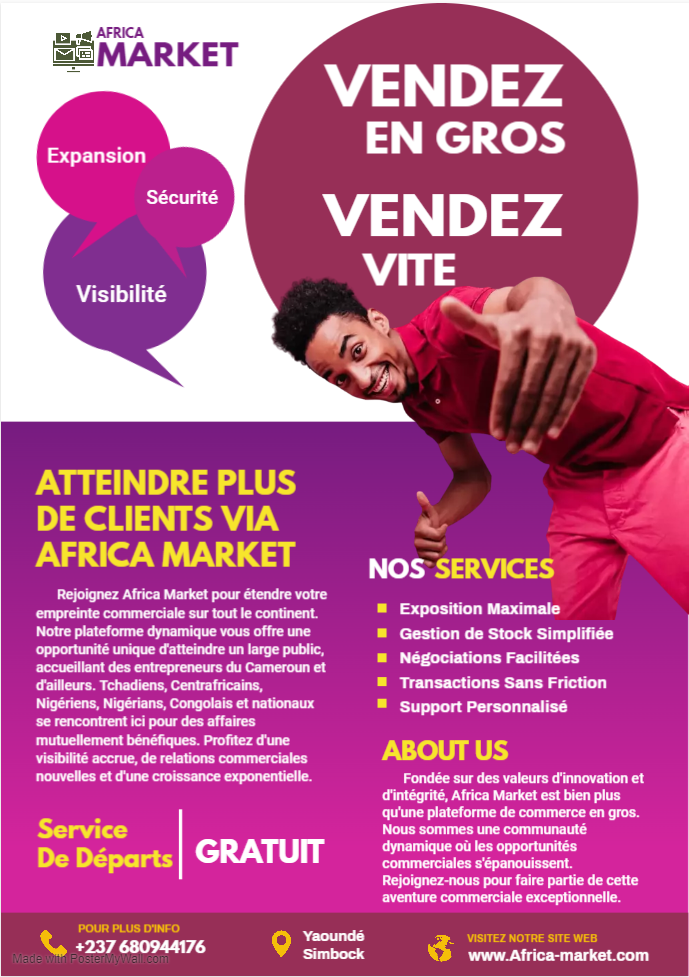 AFRICA
MARKET
Expansion
Sécurité
Visibilité
VENDEZ
EN GROS
VENDEZ
VITE
ATTEINDRE PLUS
DE CLIENTS VIA
AFRICA MARKET
Rejoignez Africa Market pour étendre votre
empreinte commerciale sur tout le continent.
Notre plateforme dynamique vous offre une
opportunité unique d'atteindre un large public,
accueillant des entrepreneurs du Cameroun et
d'ailleurs. Tchadiens, Centrafricains,
Nigériens, Nigérians, Congolais et nationaux
se rencontrent ici pour des affaires
mutuellement bénéfiques. Profitez d'une
visibilité accrue, de relations commerciales
nouvelles et d'une croissance exponentielle.
Service
De Départs
GRATUIT
NOS SERVICES
Exposition Maximale
Gestion de Stock Simplifiée
Négociations Facilitées
Transactions Sans Friction
Support Personnalisé
ABOUT US
Fondée sur des valeurs d'innovation et
d'intégrité, Africa Market est bien plus
qu'une plateforme de commerce en gros.
Nous sommes une communauté
dynamique où les opportunités
commerciales s'épanouissent.
Rejoignez-nous pour faire partie de cette
aventure commerciale exceptionnelle.
POUR PLUS D'INFO
+237 680944176
Yaoundé
Simbock
VISITEZ NOTRE SITE WEB
www.Africa-market.com
Made with PosterMyWall.com